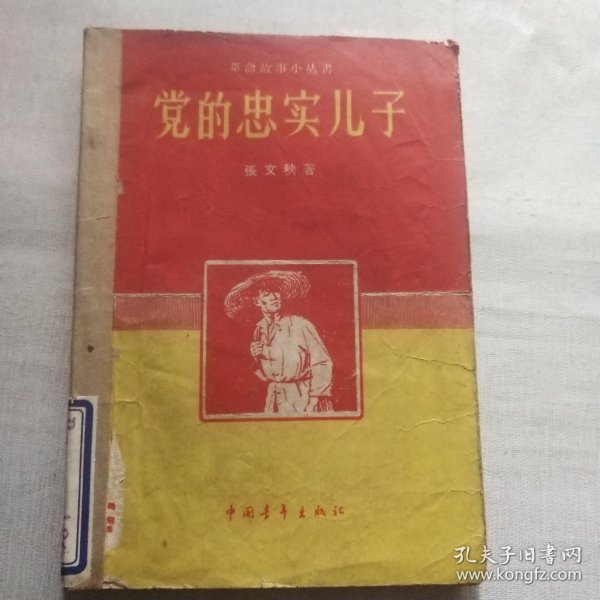 革命故事小丛書
党的忠实儿子
張文秋著
中国青年出版社
孔夫子旧书网
www.kongfz.com